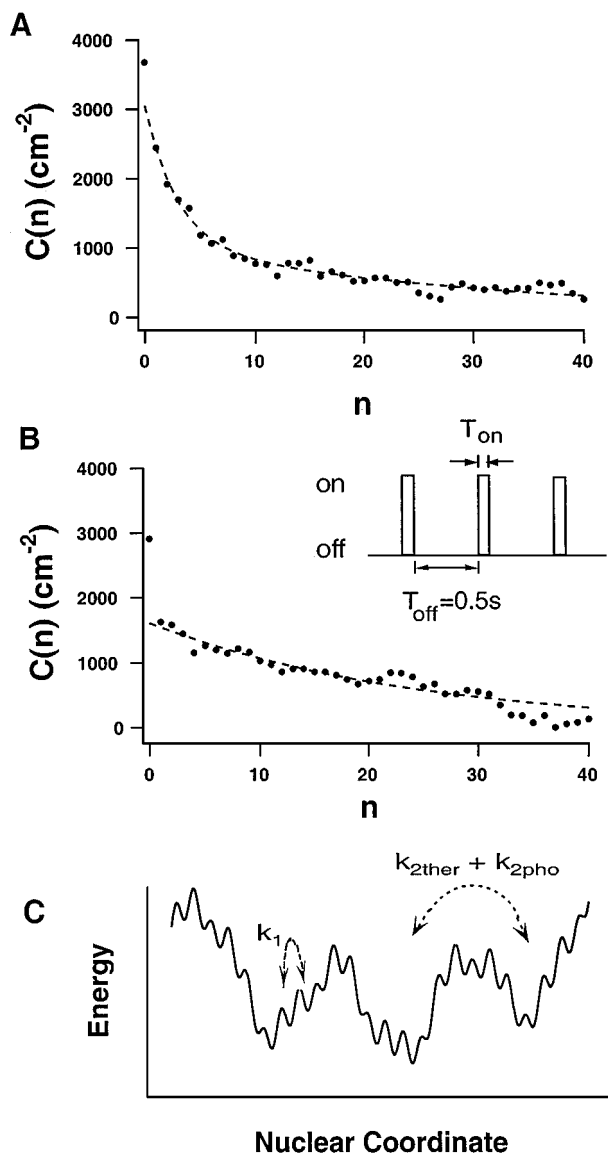 A
C(n) (cm⁻²)
4000
3000
2000
1000
0
0 10 20 30 40
n
B
C(n) (cm⁻²)
4000
3000
2000
1000
0
0 10 20 30 40
n
T_on
on
off
T_off=0.5s
C
k_2ther + k_2pho
k_1
Energy
Nuclear Coordinate